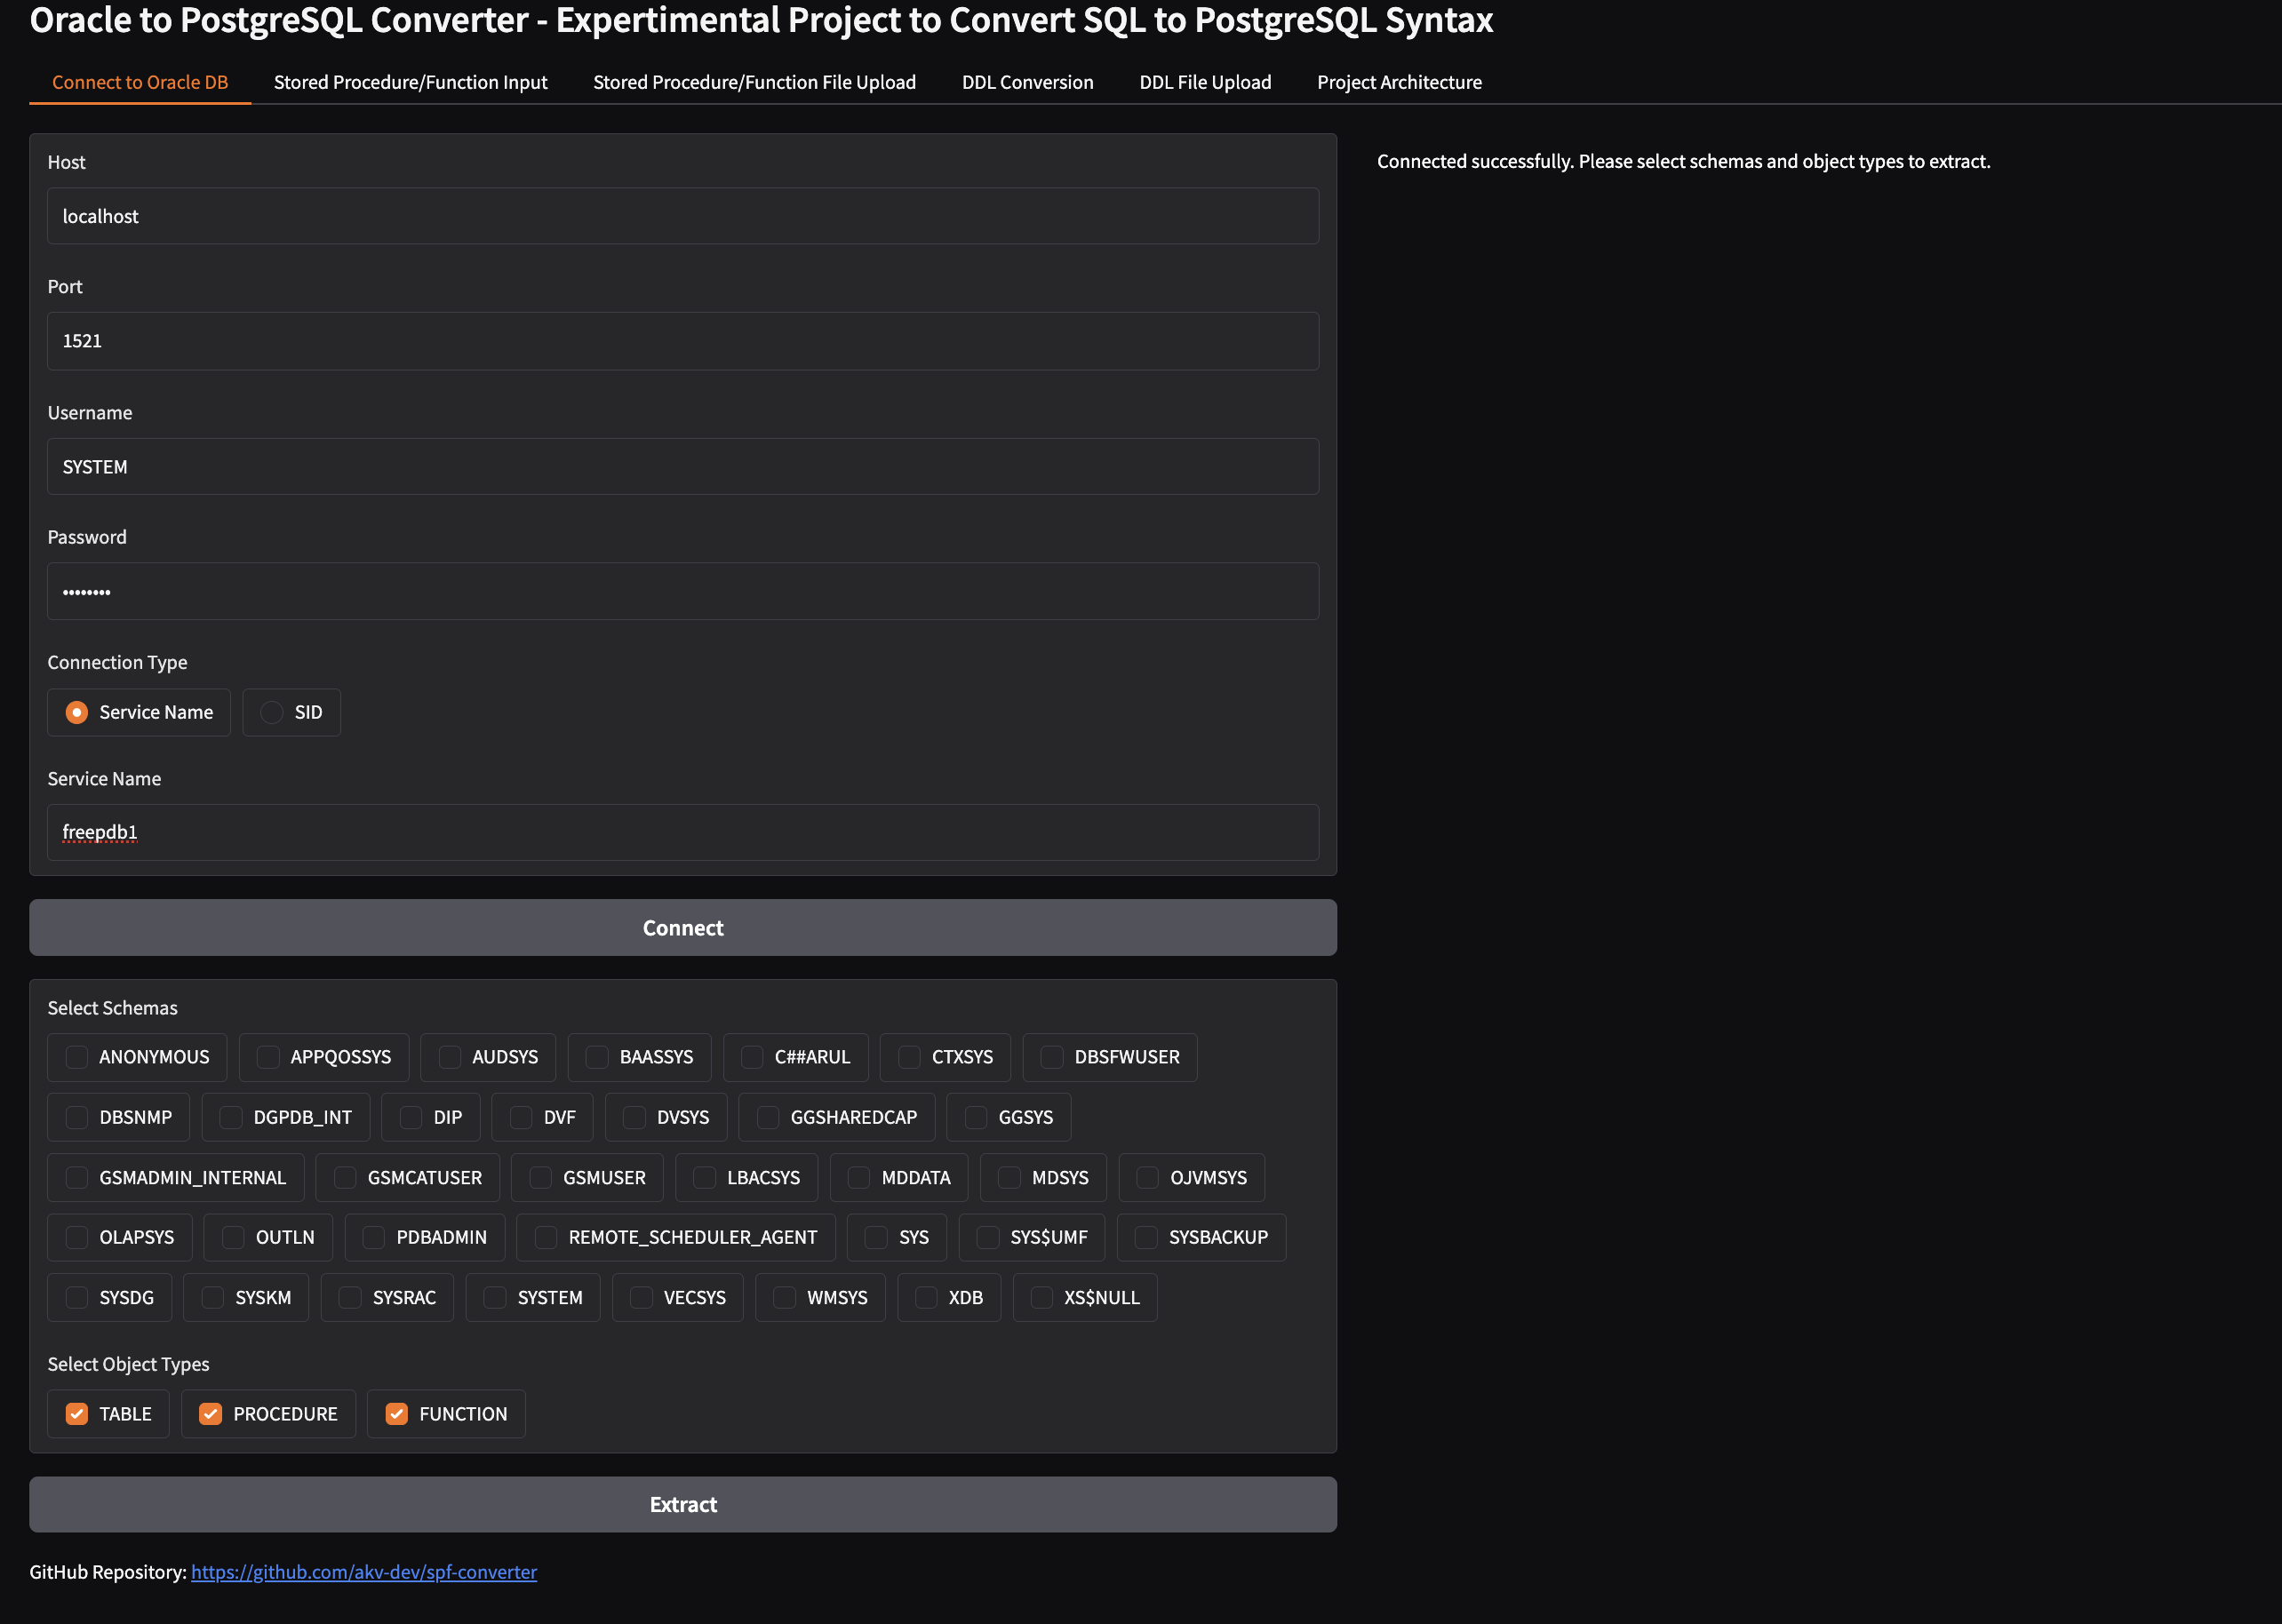 Oracle to PostgreSQL Converter - Expertimental Project to Convert SQL to PostgreSQL Syntax
Connect to Oracle DB Stored Procedure/Function Input Stored Procedure/Function File Upload DDL Conversion DDL File Upload Project Architecture
Host
localhost
Port
1521
Username
SYSTEM
Password
••••••••
Connection Type
Service Name SID
Service Name
freepdb1
Connect
Select Schemas
ANONYMOUS APPQOSSYS AUDSYS BAASSYS C##ARUL CTXSYS DBSFWUSER
DBSNMP DGPDB_INT DIP DVF DVSYS GGSHAREDCAP GGSYS
GSMADMIN_INTERNAL GSMCATUSER GSMUSER LBACSYS MDDATA MDSYS OJVMSYS
OLAPSYS OUTLN PDBADMIN REMOTE_SCHEDULER_AGENT SYS SYS$UMF SYSBACKUP
SYSDG SYSKM SYSRAC SYSTEM VECSYS WMSYS XDB XS$NULL
Select Object Types
TABLE PROCEDURE FUNCTION
Extract
GitHub Repository: https://github.com/akv-dev/spf-converter
Connected successfully. Please select schemas and object types to extract.